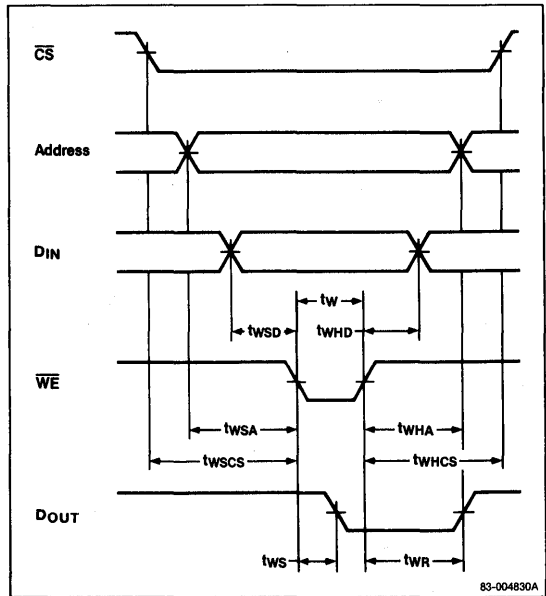 CS
Address
DIN
tW
tWSD tWHD
WE
tWSA tWHA
tWSCS tWHCS
DOUT
tWS tWR
83-004830A